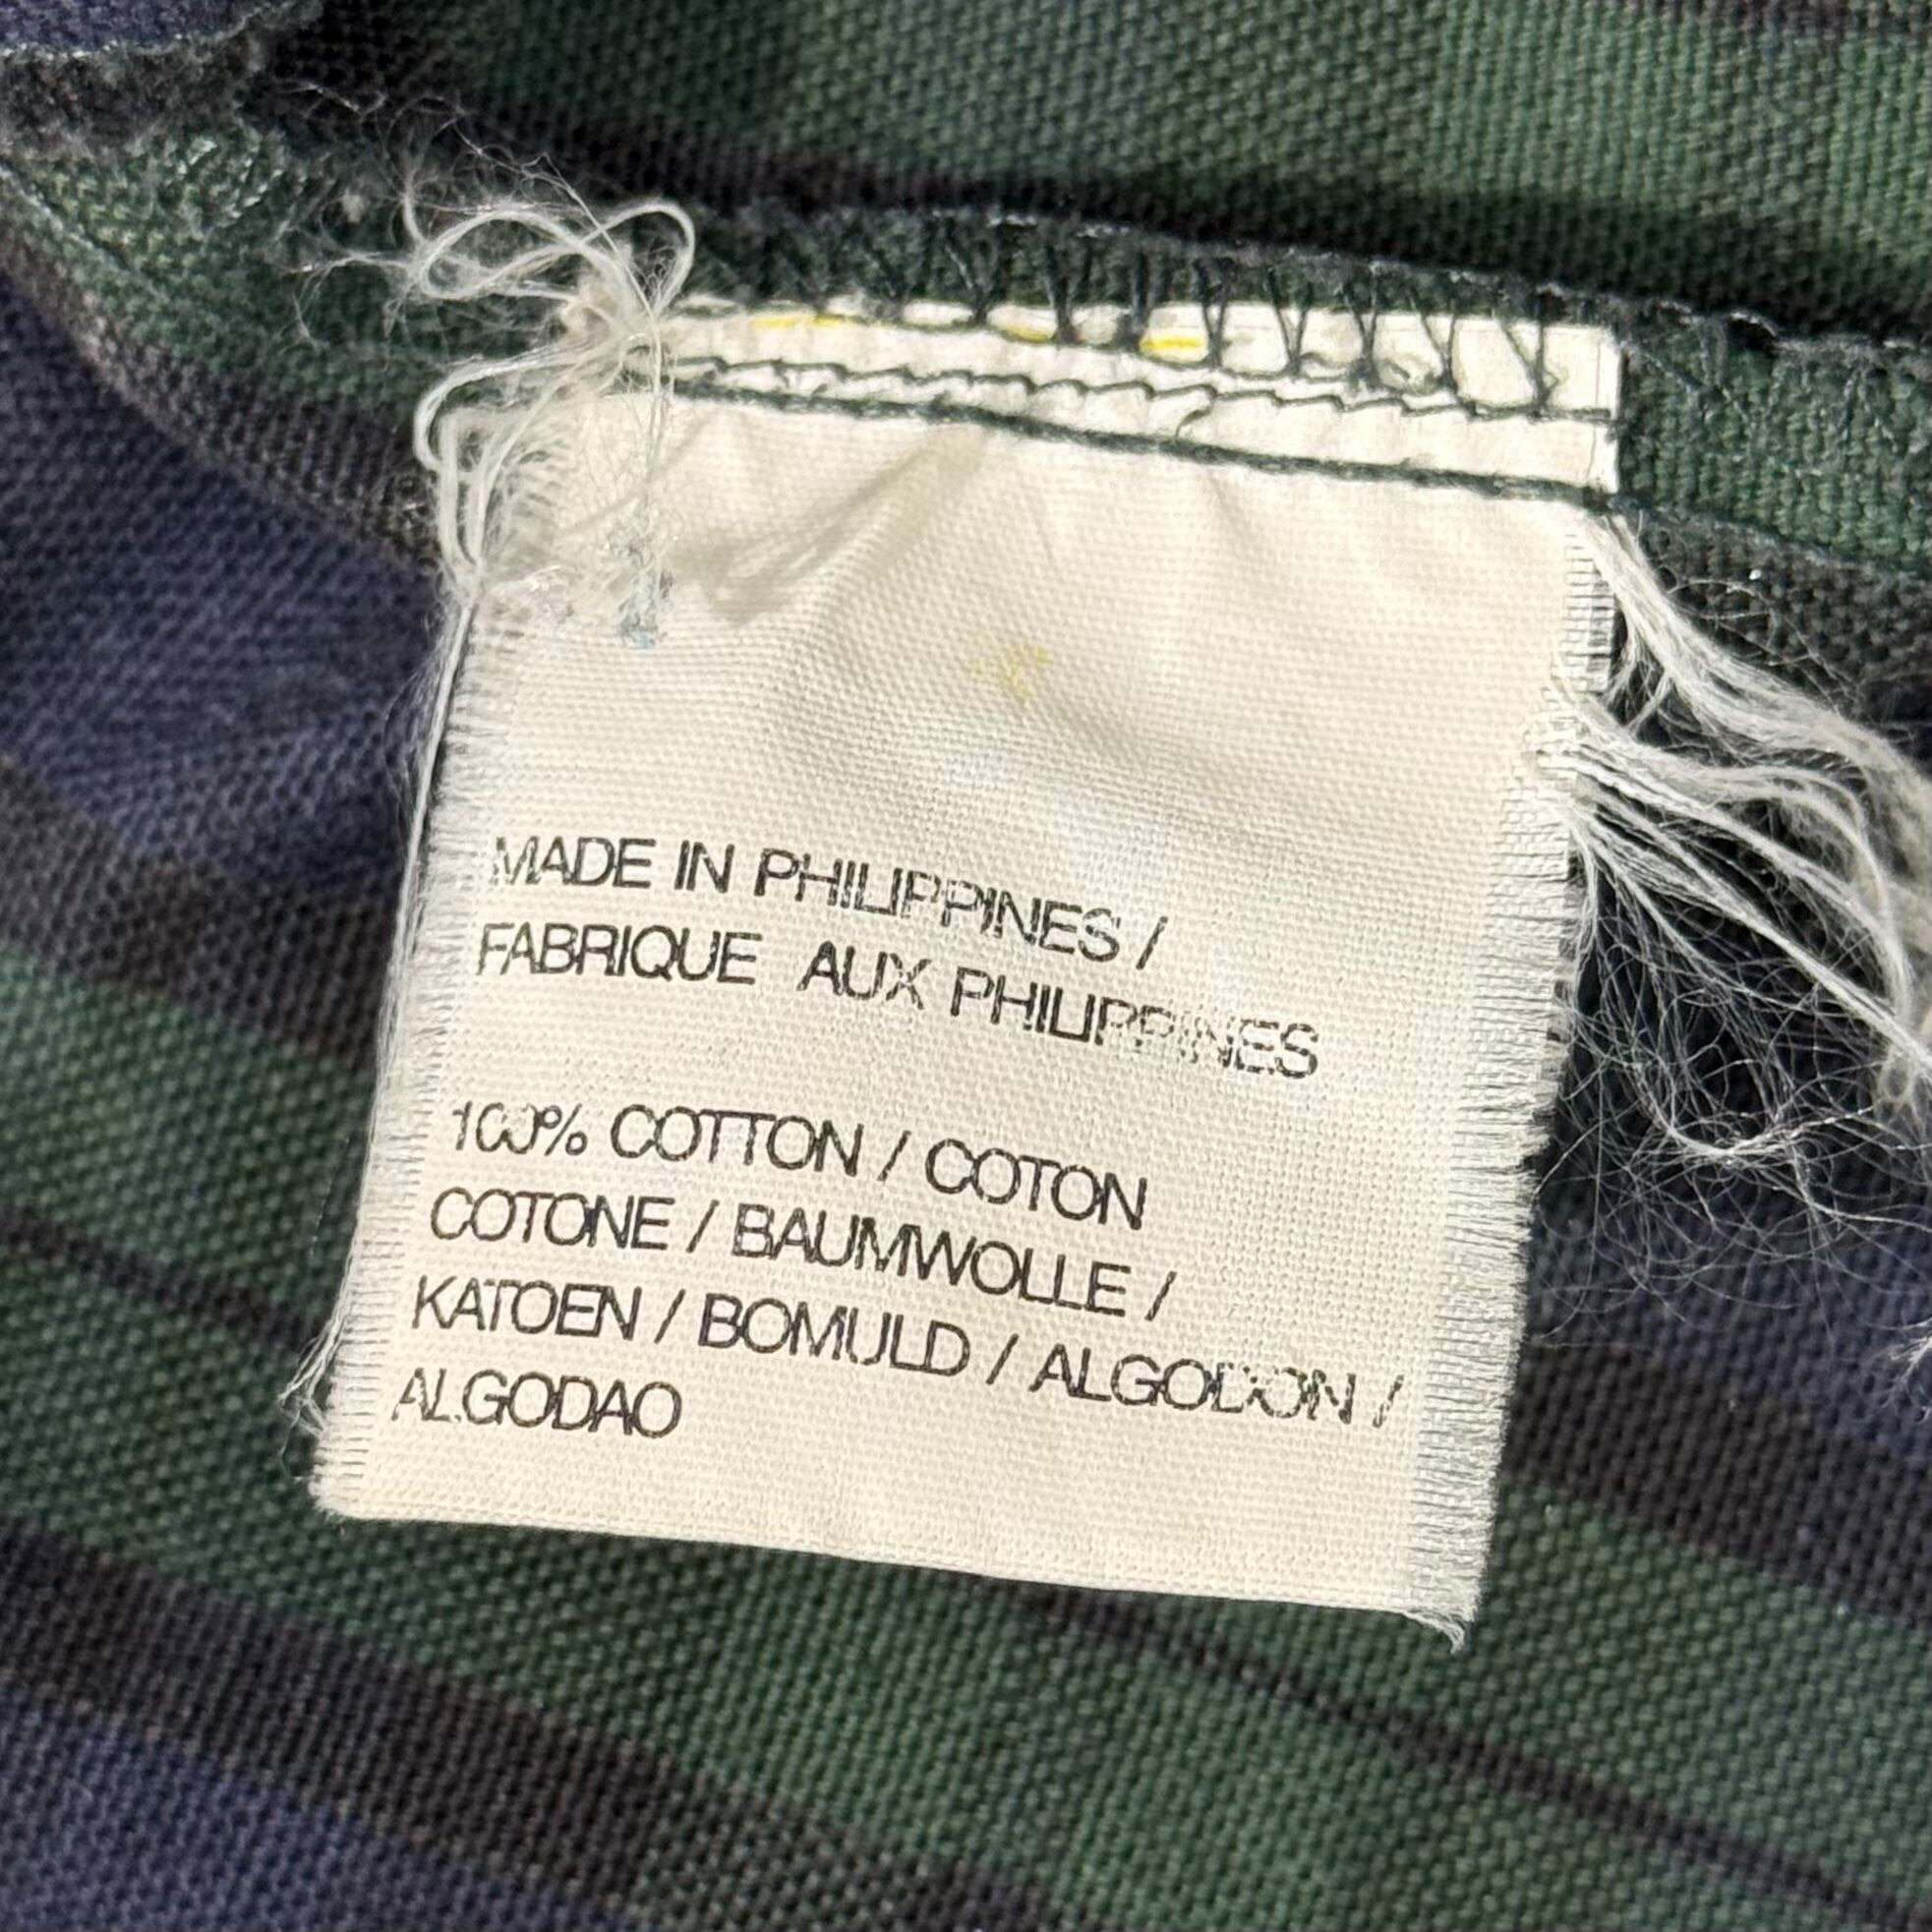 MADE IN PHILIPPINES /
FABRIQUE AUX PHILIPPINES
100% COTTON / COTON
COTONE / BAUMWOLLE /
KATOEN / BOMULD / ALGODON /
ALGODAO